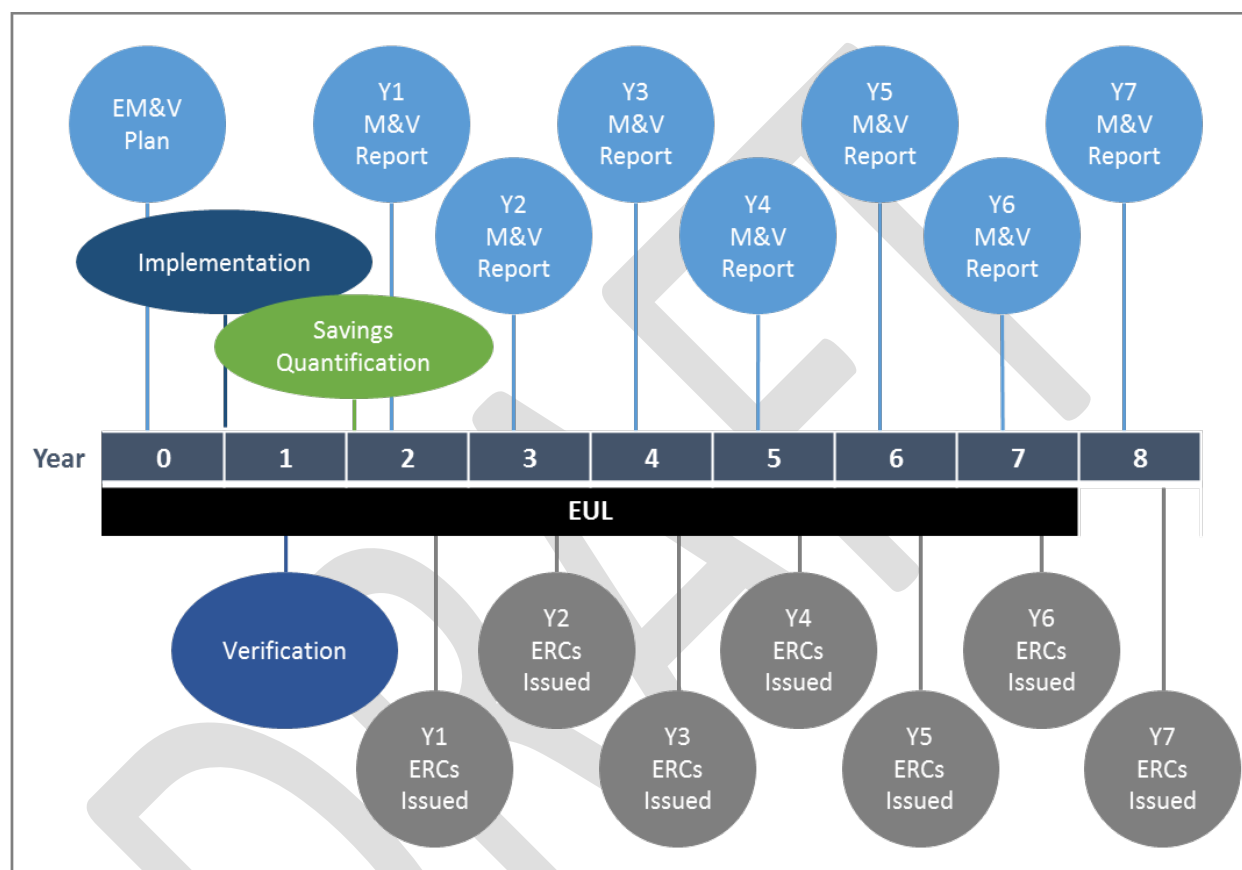 EM&V
Plan
Y1
M&V
Report
Y2
M&V
Report
Y3
M&V
Report
Y4
M&V
Report
Y5
M&V
Report
Y6
M&V
Report
Y7
M&V
Report
Implementation
Savings
Quantification
Year 0 1 2 3 4 5 6 7 8
EUL
Verification
Y1
ERCs
Issued
Y2
ERCs
Issued
Y3
ERCs
Issued
Y4
ERCs
Issued
Y5
ERCs
Issued
Y6
ERCs
Issued
Y7
ERCs
Issued
DRAFT